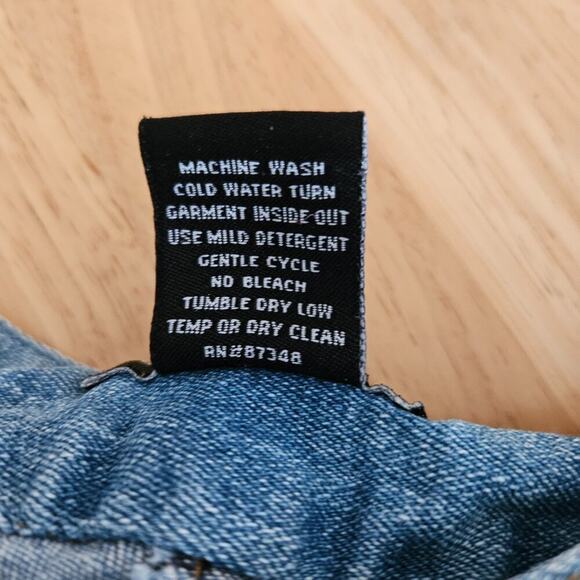 MACHINE WASH
COLD WATER TURN
GARMENT INSIDE OUT
USE MILD DETERGENT
GENTLE CYCLE
NO BLEACH
TUMBLE DRY LOW
TEMP OR DRY CLEAN
RN#87348